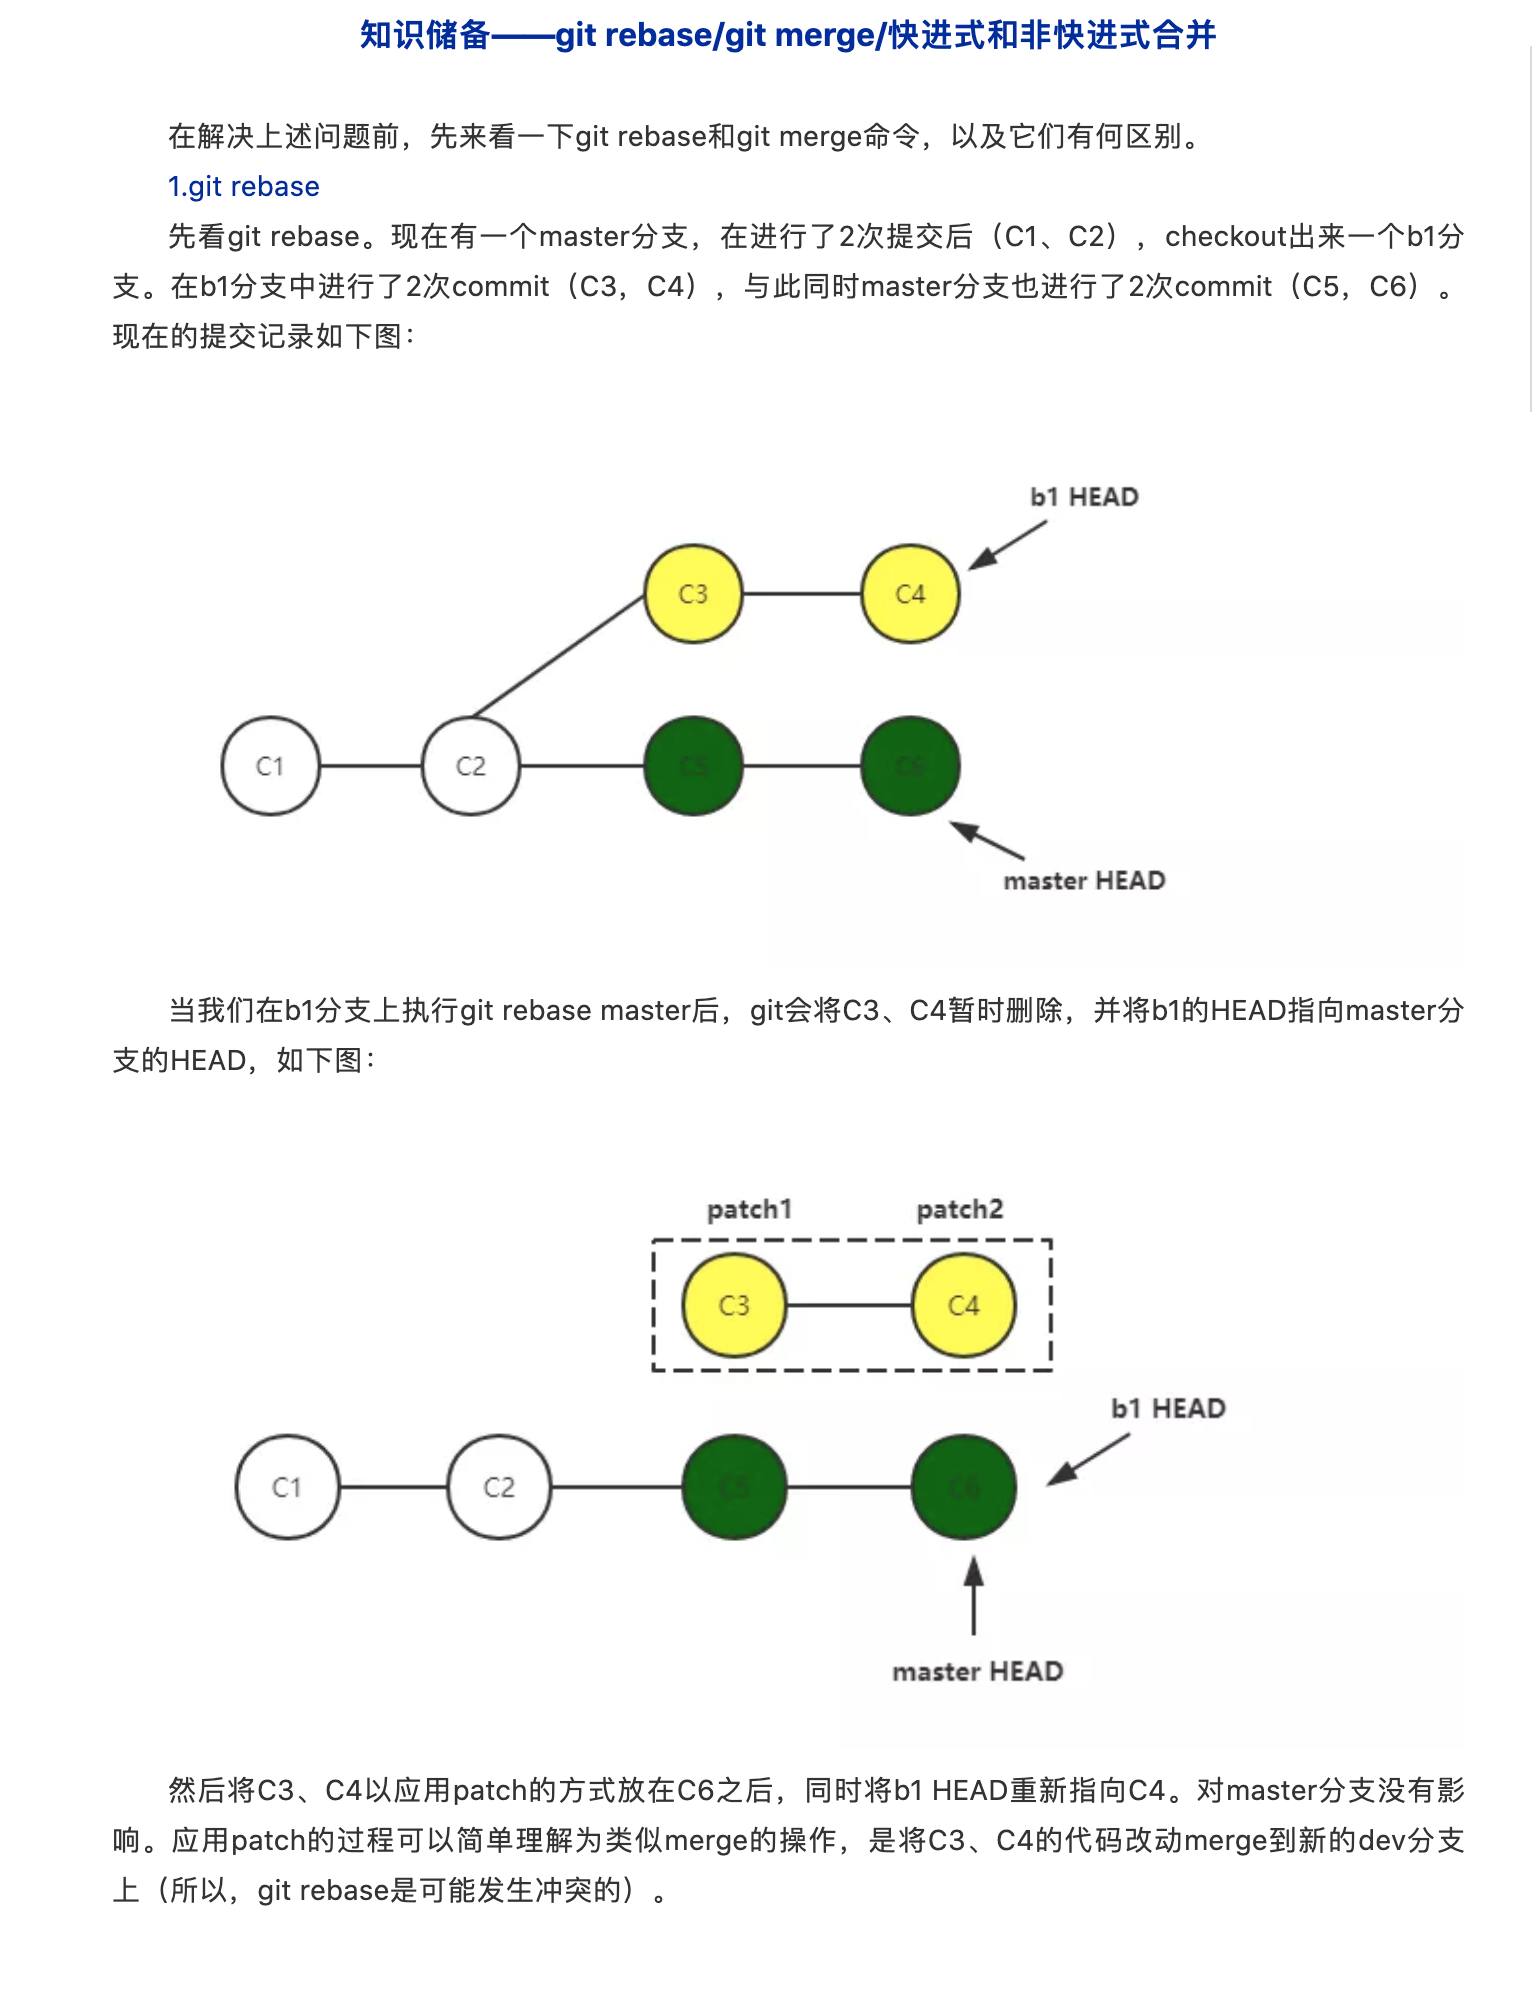 知识储备——git rebase/git merge/快进式和非快进式合并
在解决上述问题前，先来看一下git rebase和git merge命令，以及它们有何区别。
1.git rebase
先看git rebase。现在有一个master分支，在进行了2次提交后（C1、C2），checkout出来一个b1分
支。在b1分支中进行了2次commit（C3，C4），与此同时master分支也进行了2次commit（C5，C6）。
现在的提交记录如下图：
b1 HEAD
C3
C4
C1
C2
C5
C6
master HEAD
当我们在b1分支上执行git rebase master后，git会将C3、C4暂时删除，并将b1的HEAD指向master分
支的HEAD，如下图：
patch1
patch2
C3
C4
b1 HEAD
C1
C2
C5
C6
master HEAD
然后将C3、C4以应用patch的方式放在C6之后，同时将b1 HEAD重新指向C4。对master分支没有影
响。应用patch的过程可以简单理解为类似merge的操作，是将C3、C4的代码改动merge到新的dev分支
上（所以，git rebase是可能发生冲突的）。